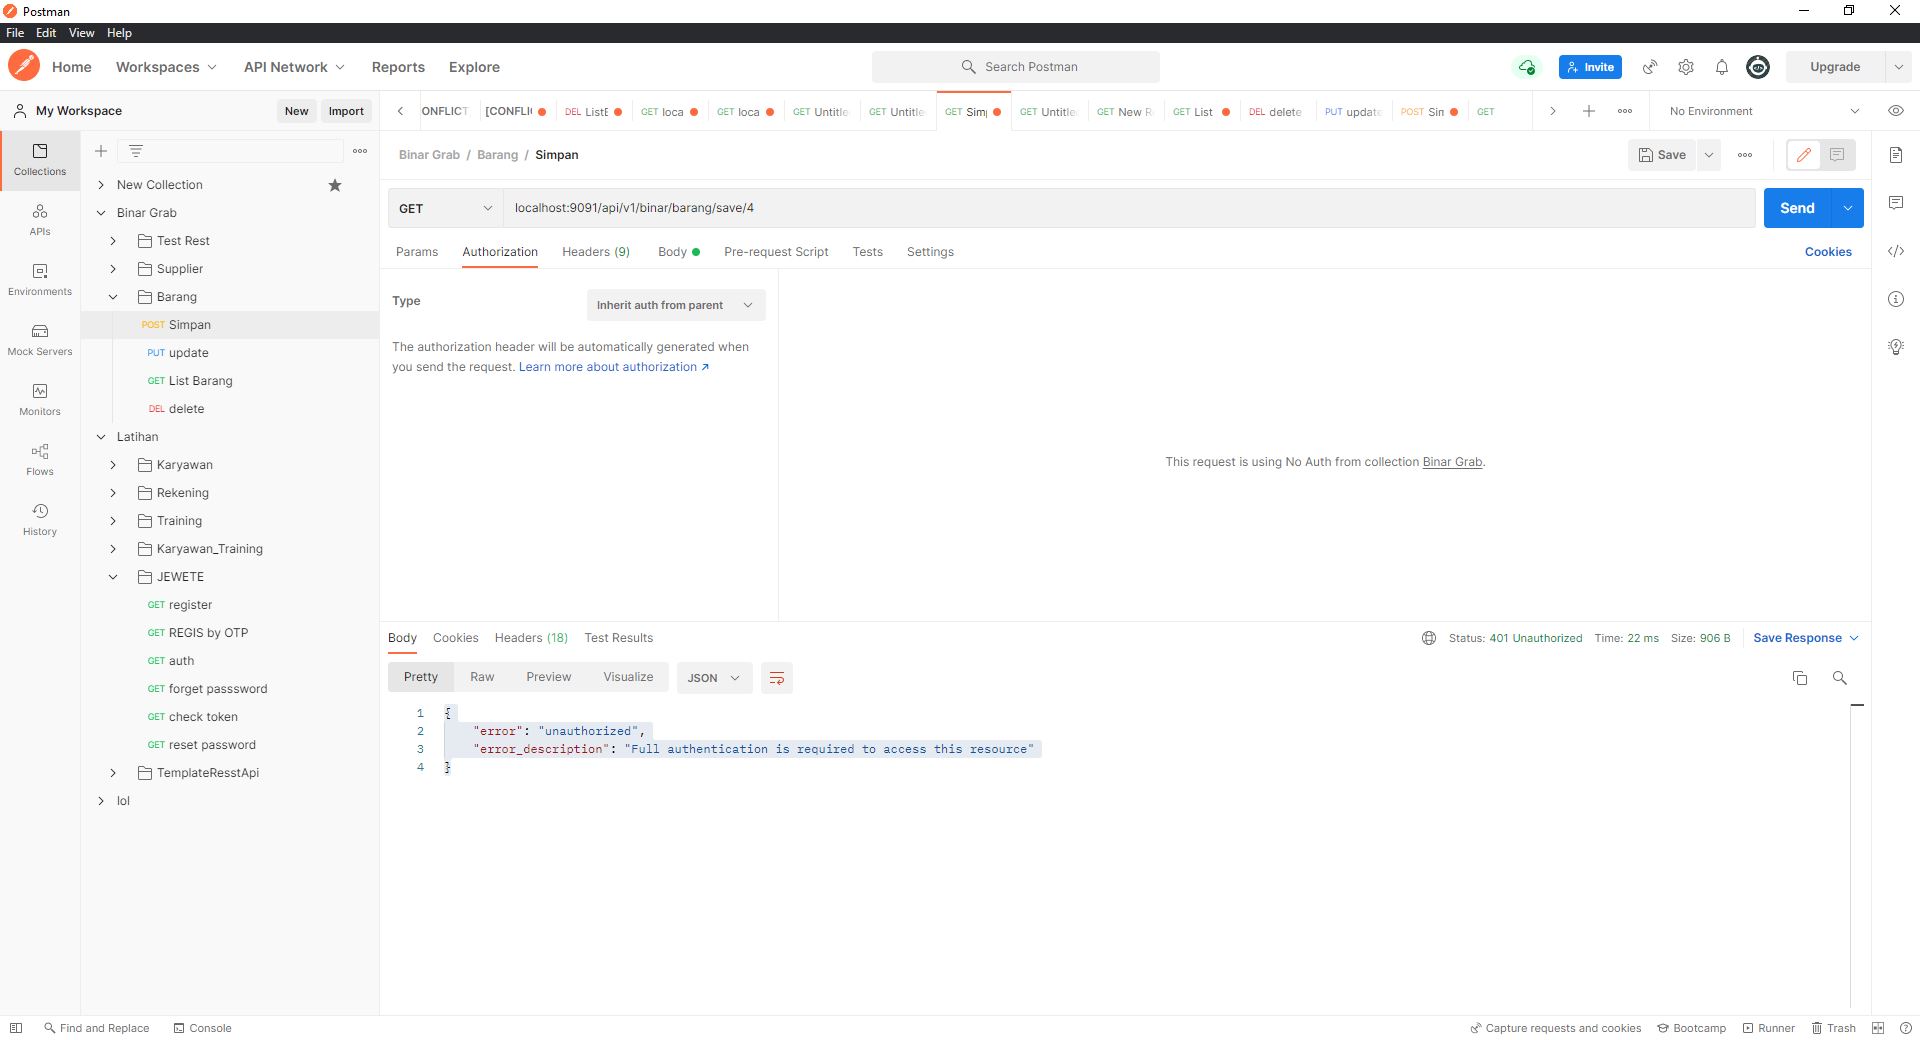 Postman
File Edit View Help
Home Workspaces API Network Reports Explore Search Postman Invite Upgrade
My Workspace New Import
ONFLICT [CONFLI DEL ListE GET loca GET loca GET Untitle GET Untitle GET Sim GET Untitle GET New R GET List DEL delete PUT update POST Sin GET No Environment
Collections
APIs
Environments
Mock Servers
Monitors
Flows
History
New Collection
Binar Grab
Test Rest
Supplier
Barang
POST Simpan
PUT update
GET List Barang
DEL delete
Latihan
Karyawan
Rekening
Training
Karyawan_Training
JEWETE
GET register
GET REGIS by OTP
GET auth
GET forget passsword
GET check token
GET reset password
TemplateResstApi
lol
Binar Grab / Barang / Simpan Save
GET localhost:9091/api/v1/binar/barang/save/4 Send
Params Authorization Headers (9) Body Pre-request Script Tests Settings Cookies
Type Inherit auth from parent
The authorization header will be automatically generated when
you send the request. Learn more about authorization ↗
This request is using No Auth from collection Binar Grab.
Body Cookies Headers (18) Test Results Status: 401 Unauthorized Time: 22 ms Size: 906 B Save Response
Pretty Raw Preview Visualize JSON
1 {
2 "error": "unauthorized",
3 "error_description": "Full authentication is required to access this resource"
4 }
Find and Replace Console Capture requests and cookies Bootcamp Runner Trash